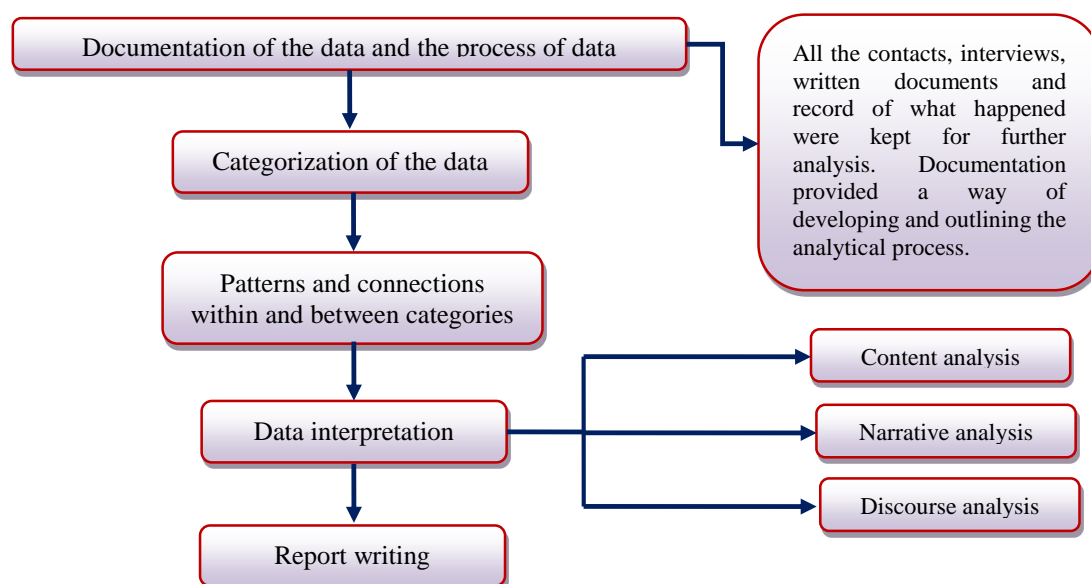 Documentation of the data and the process of data
All the contacts, interviews,
written documents and
record of what happened
were kept for further
analysis. Documentation
provided a way of
developing and outlining the
analytical process.
Categorization of the data
Patterns and connections
within and between categories
Data interpretation
Content analysis
Narrative analysis
Discourse analysis
Report writing